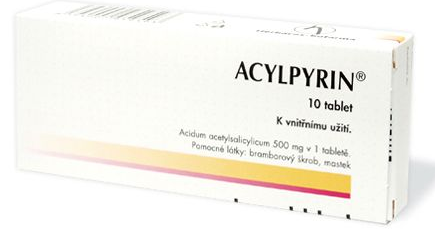 ACYLPYRIN®
10 tablet
K vnitřnímu užití.
Acidum acetylsalicylicum 500 mg v 1 tabletě.
Pomocné látky: bramborový škrob, mastek